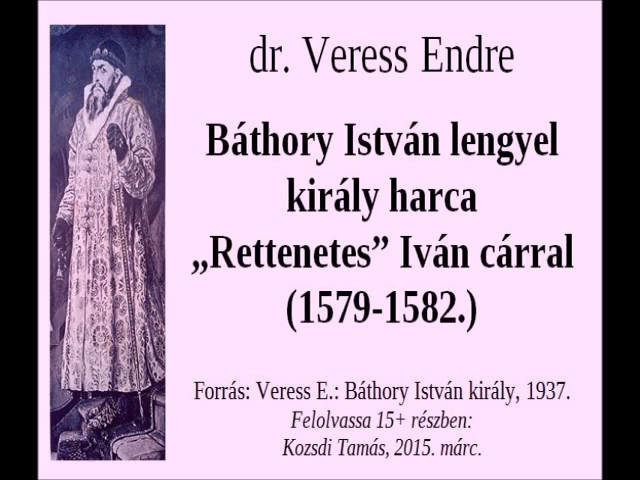 dr. Veress Endre
Báthory István lengyel
király harca
„Rettenetes” Iván cárral
(1579-1582.)
Forrás: Veress E.: Báthory István király, 1937.
Felolvassa 15+ részben:
Kozsdi Tamás, 2015. márc.